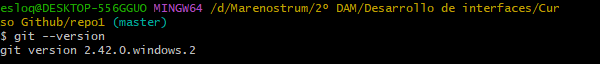 esloq@DESKTOP-556GGUO MINGW64 /d/Marenostrum/2º DAM/Desarrollo de interfaces/Cur
so Github/repo1 (master)
$ git --version
git version 2.42.0.windows.2